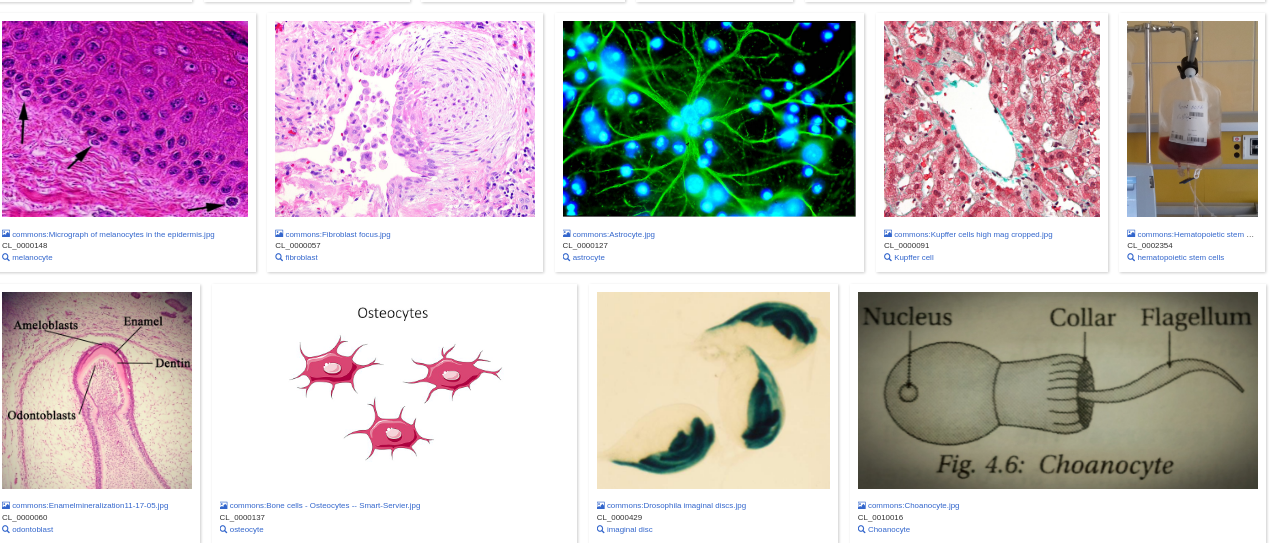 commons:Micrograph of melanocytes in the epidermis.jpg
CL_0000148
melanocyte
commons:Fibroblast focus.jpg
CL_0000057
fibroblast
commons:Astrocyte.jpg
CL_0000127
astrocyte
commons:Kupffer cells high mag cropped.jpg
CL_0000091
Kupffer cell
commons:Hematopoietic stem ...
CL_0002354
hematopoietic stem cells
Ameloblasts
Enamel
Dentin
Odontoblasts
commons:Enamelmineralization11-17-05.jpg
CL_0000060
odontoblast
Osteocytes
commons:Bone cells - Osteocytes -- Smart-Servier.jpg
CL_0000137
osteocyte
commons:Drosophila imaginal discs.jpg
CL_0000429
imaginal disc
Nucleus
Collar
Flagellum
Fig. 4.6: Choanocyte
commons:Choanocyte.jpg
CL_0010016
Choanocyte